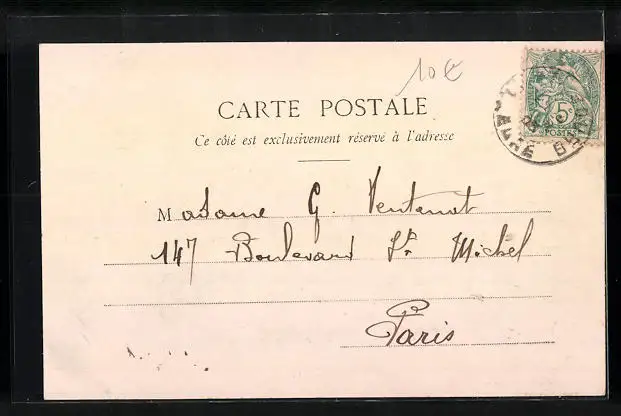 10 €
CARTE POSTALE
Ce côté est exclusivement réservé à l'adresse
5
POSTES
Madame G. Ventenat
147 Boulevard St Michel
Paris